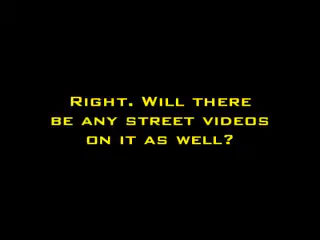 Right. Will there
be any street videos
on it as well?